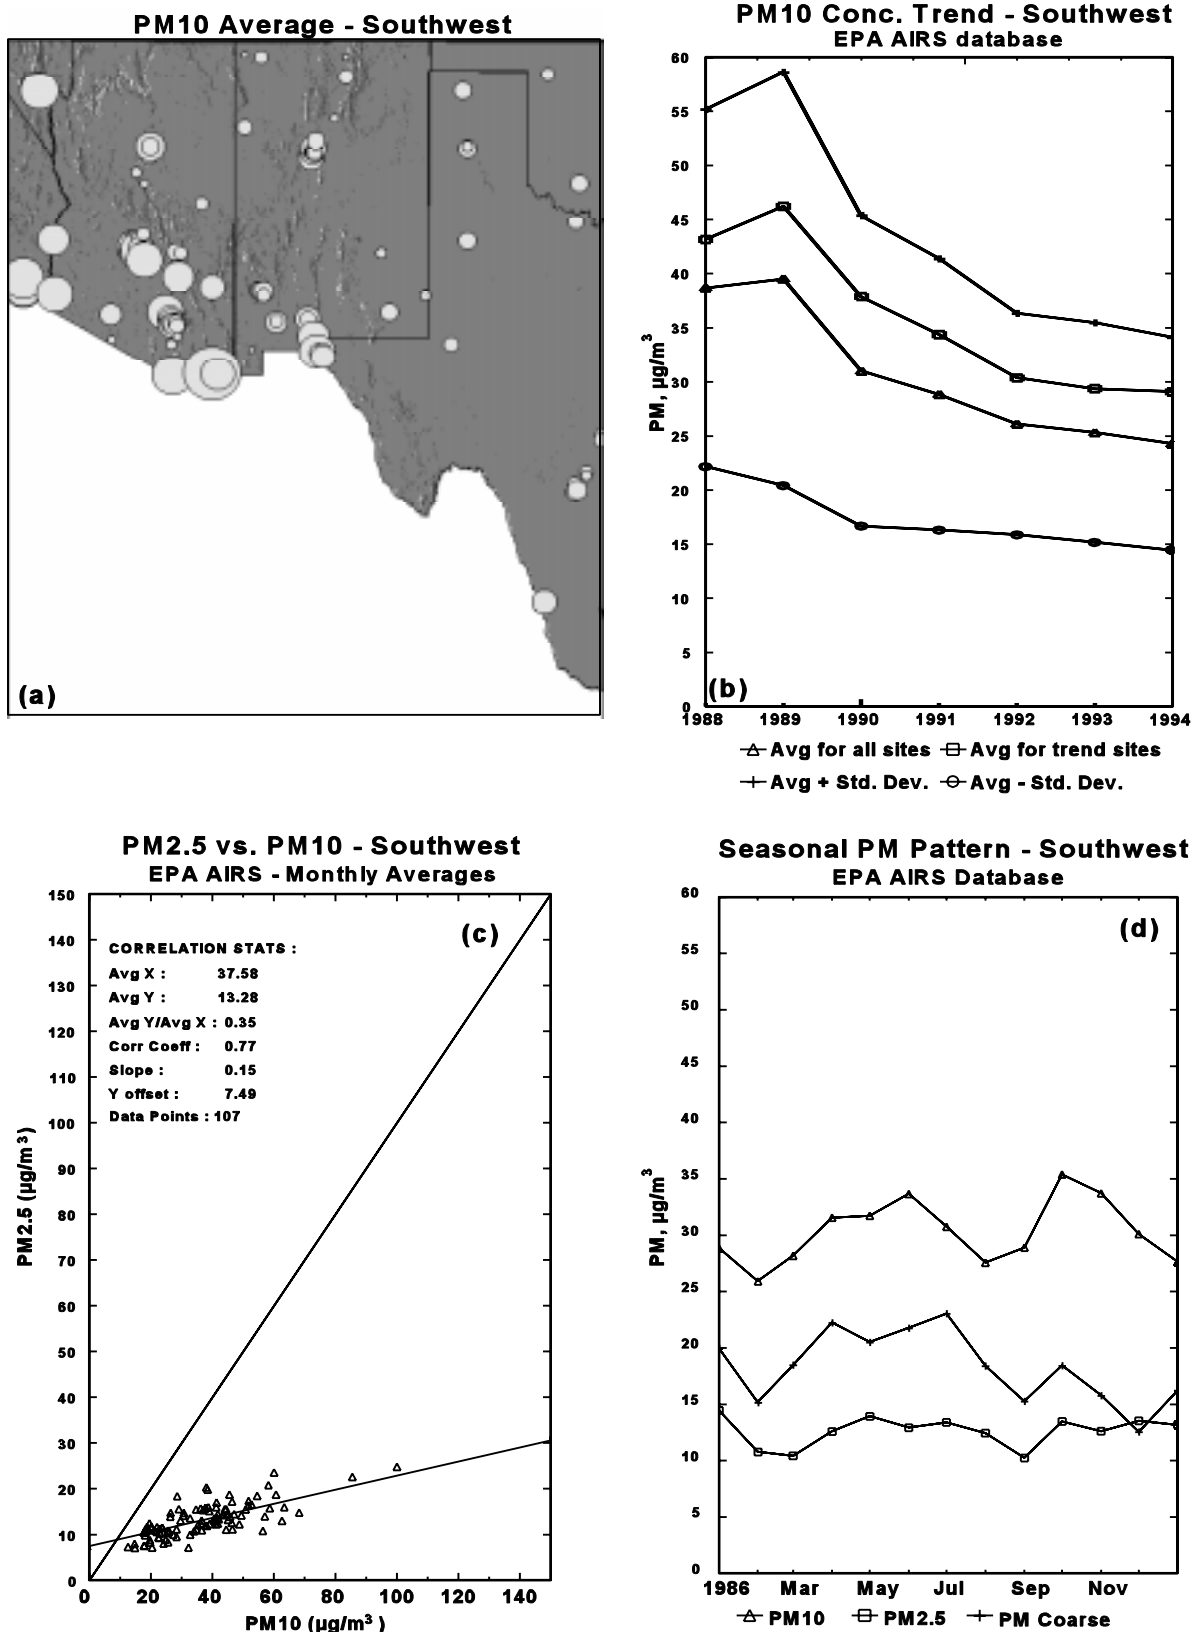 PM10 Average - Southwest
(a)
PM10 Conc. Trend - Southwest
EPA AIRS database
60
55
50
45
40
35
30
25
20
15
10
5
0
PM, µg/m3
(b)
1988 1989 1990 1991 1992 1993 1994
Avg for all sites Avg for trend sites
Avg + Std. Dev. Avg - Std. Dev.
PM2.5 vs. PM10 - Southwest
EPA AIRS - Monthly Averages
150
140
130
120
110
100
90
80
70
60
50
40
30
20
10
0
PM2.5 (µg/m3)
(c)
CORRELATION STATS :
Avg X : 37.58
Avg Y : 13.28
Avg Y/Avg X : 0.35
Corr Coeff : 0.77
Slope : 0.15
Y offset : 7.49
Data Points : 107
20 40 60 80 100 120 140
PM10 (µg/m3 )
Seasonal PM Pattern - Southwest
EPA AIRS Database
60
55
50
45
40
35
30
25
20
15
10
5
0
PM, µg/m3
(d)
1986 Mar May Jul Sep Nov
PM10 PM2.5 PM Coarse